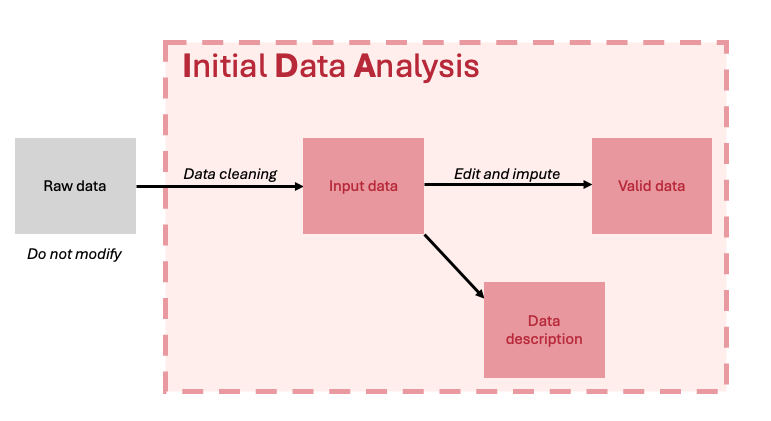 Initial Data Analysis
Raw data
Data cleaning
Input data
Edit and impute
Valid data
Do not modify
Data
description